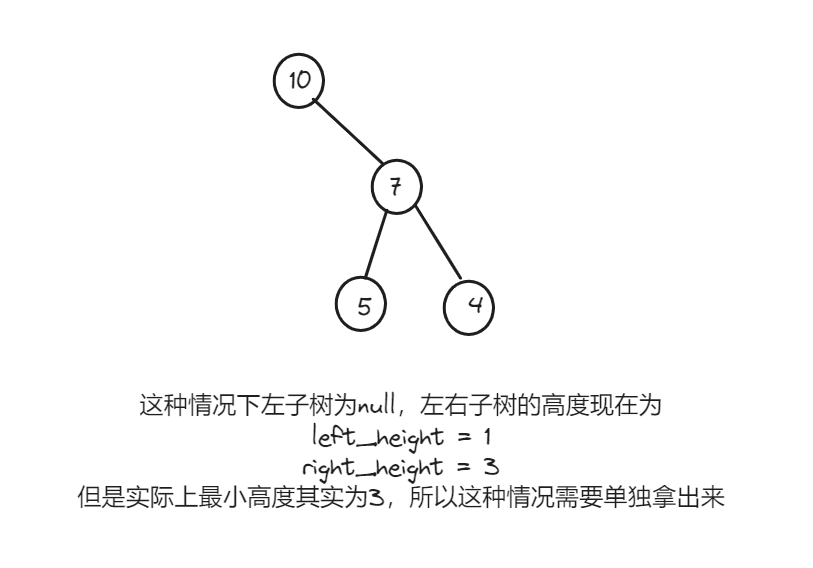 10
7
5
4
这种情况下左子树为null，左右子树的高度现在为
left_height = 1
right_height = 3
但是实际上最小高度其实为3，所以这种情况需要单独拿出来